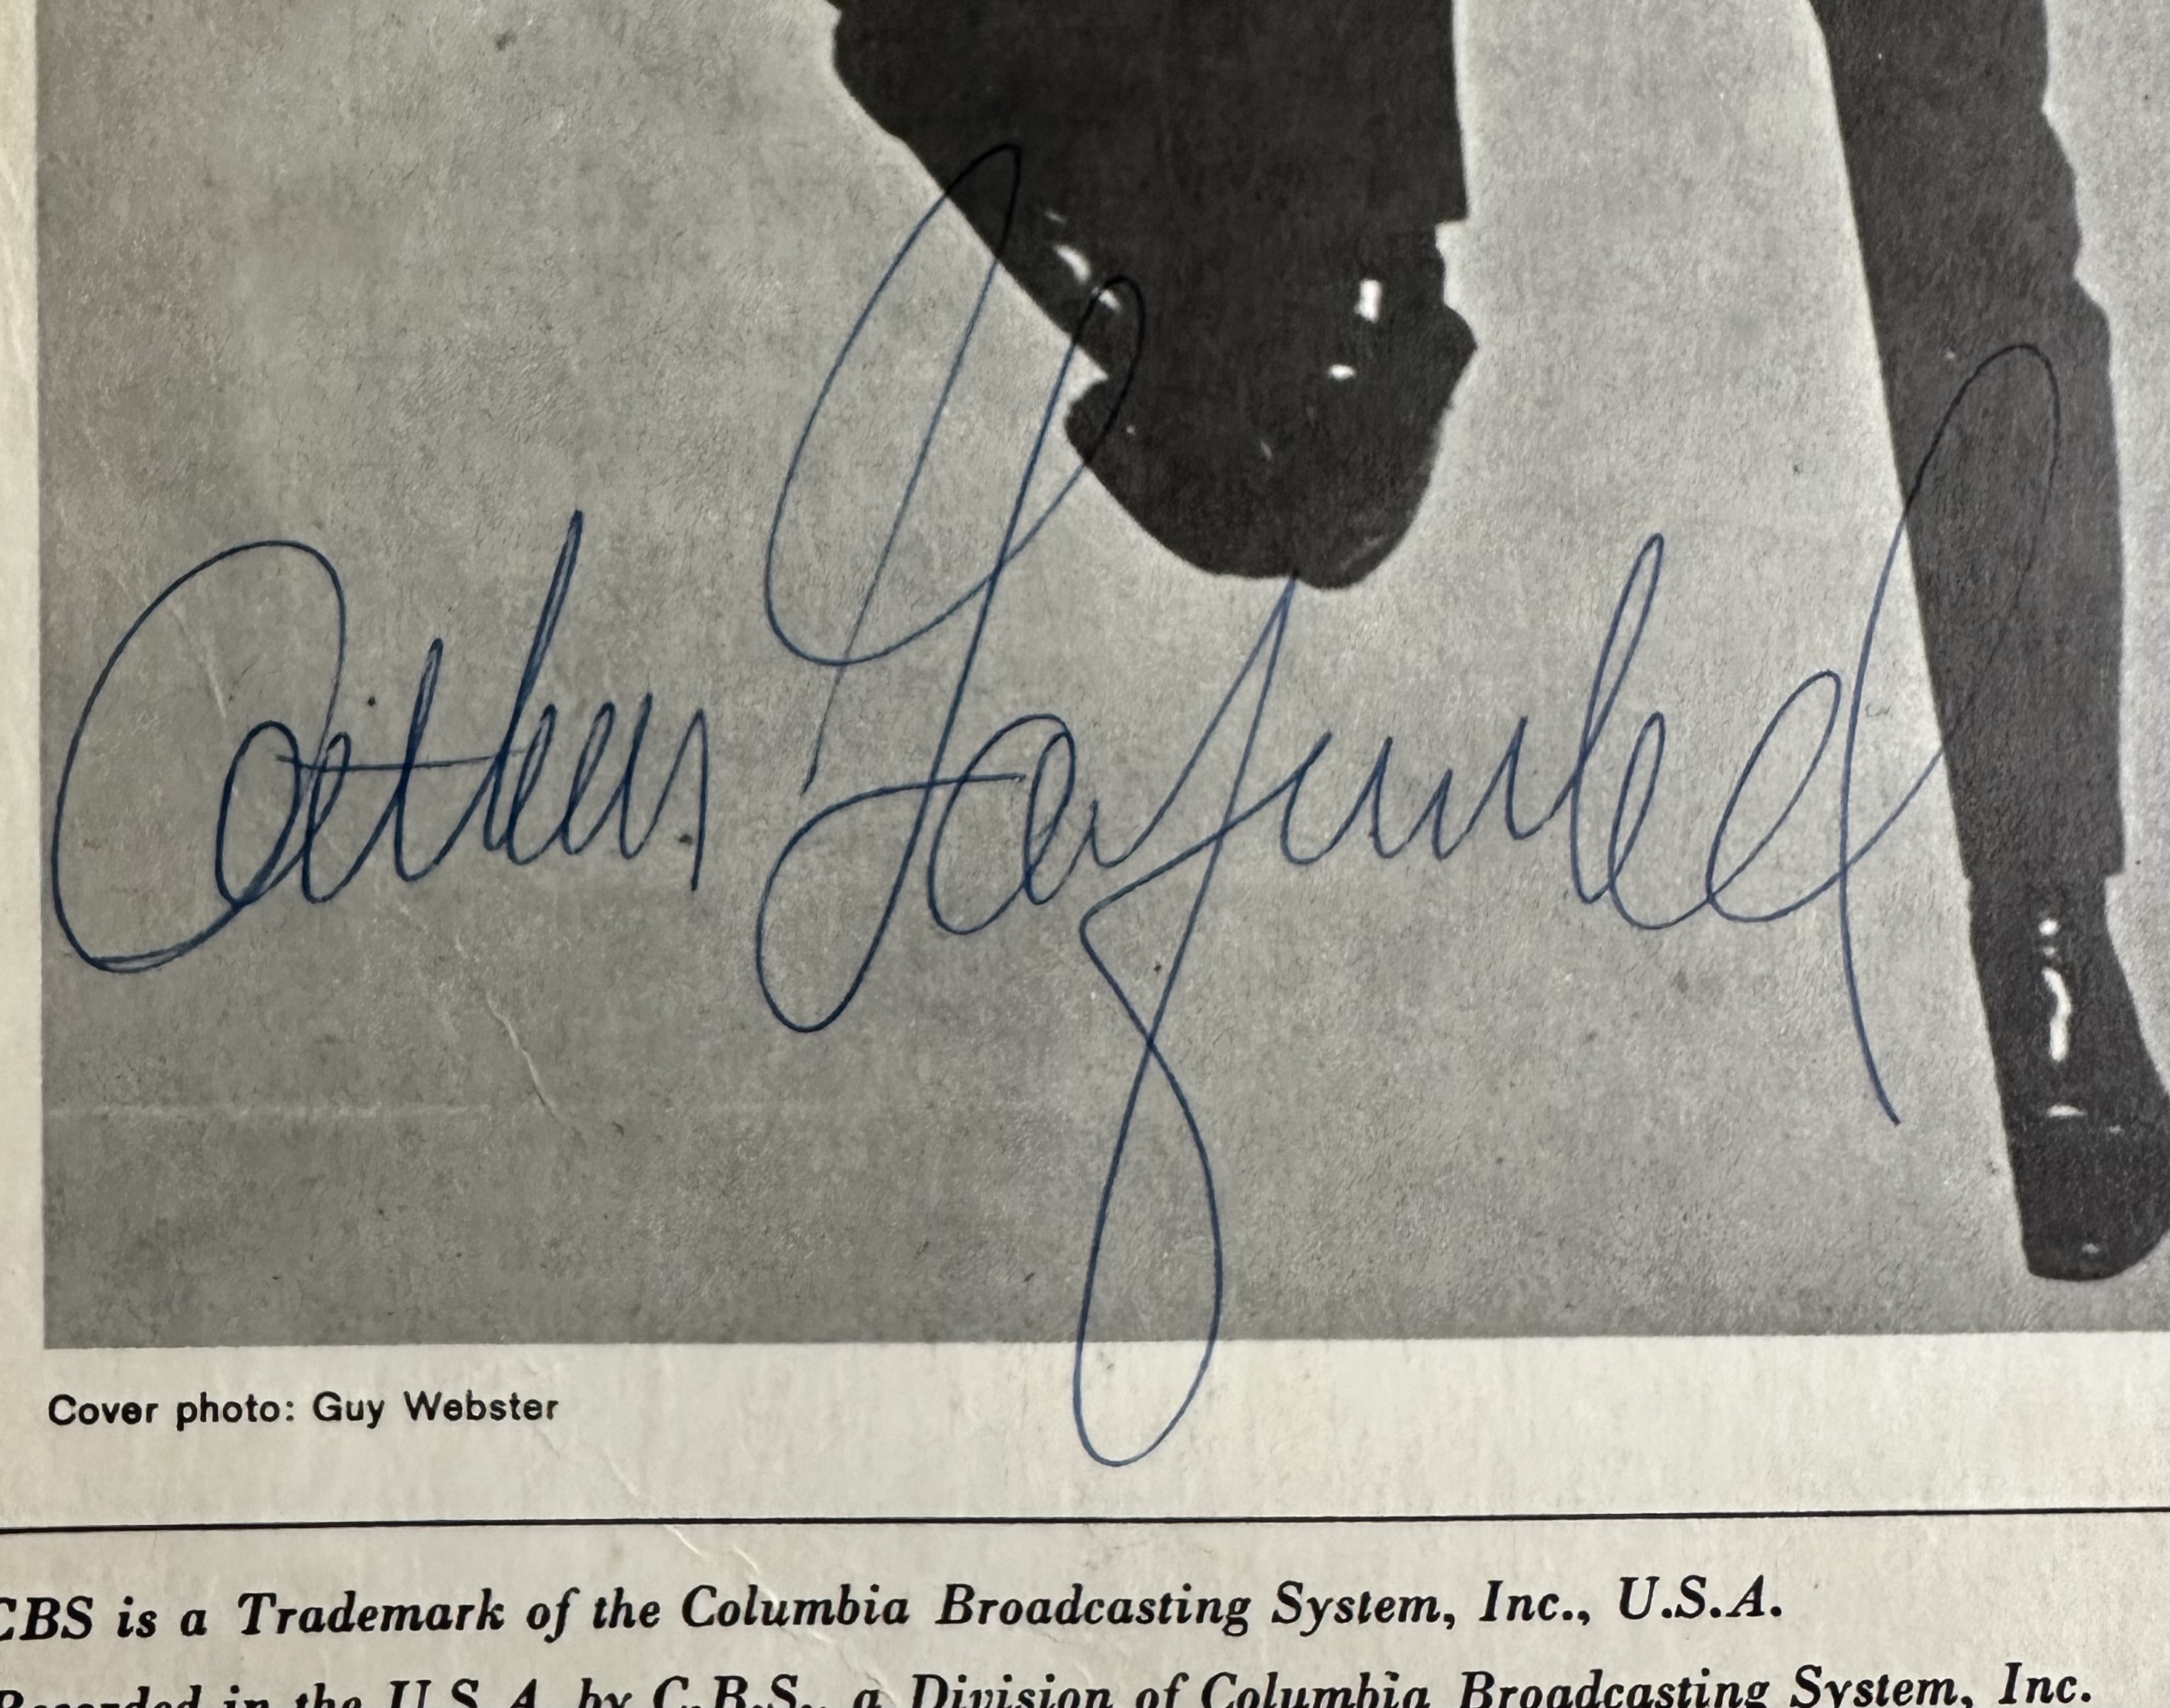 Arthur Garfunkel
Cover photo: Guy Webster
CBS is a Trademark of the Columbia Broadcasting System, Inc., U.S.A.
Recorded in the U.S.A. by C.B.S., a Division of Columbia Broadcasting System, Inc.